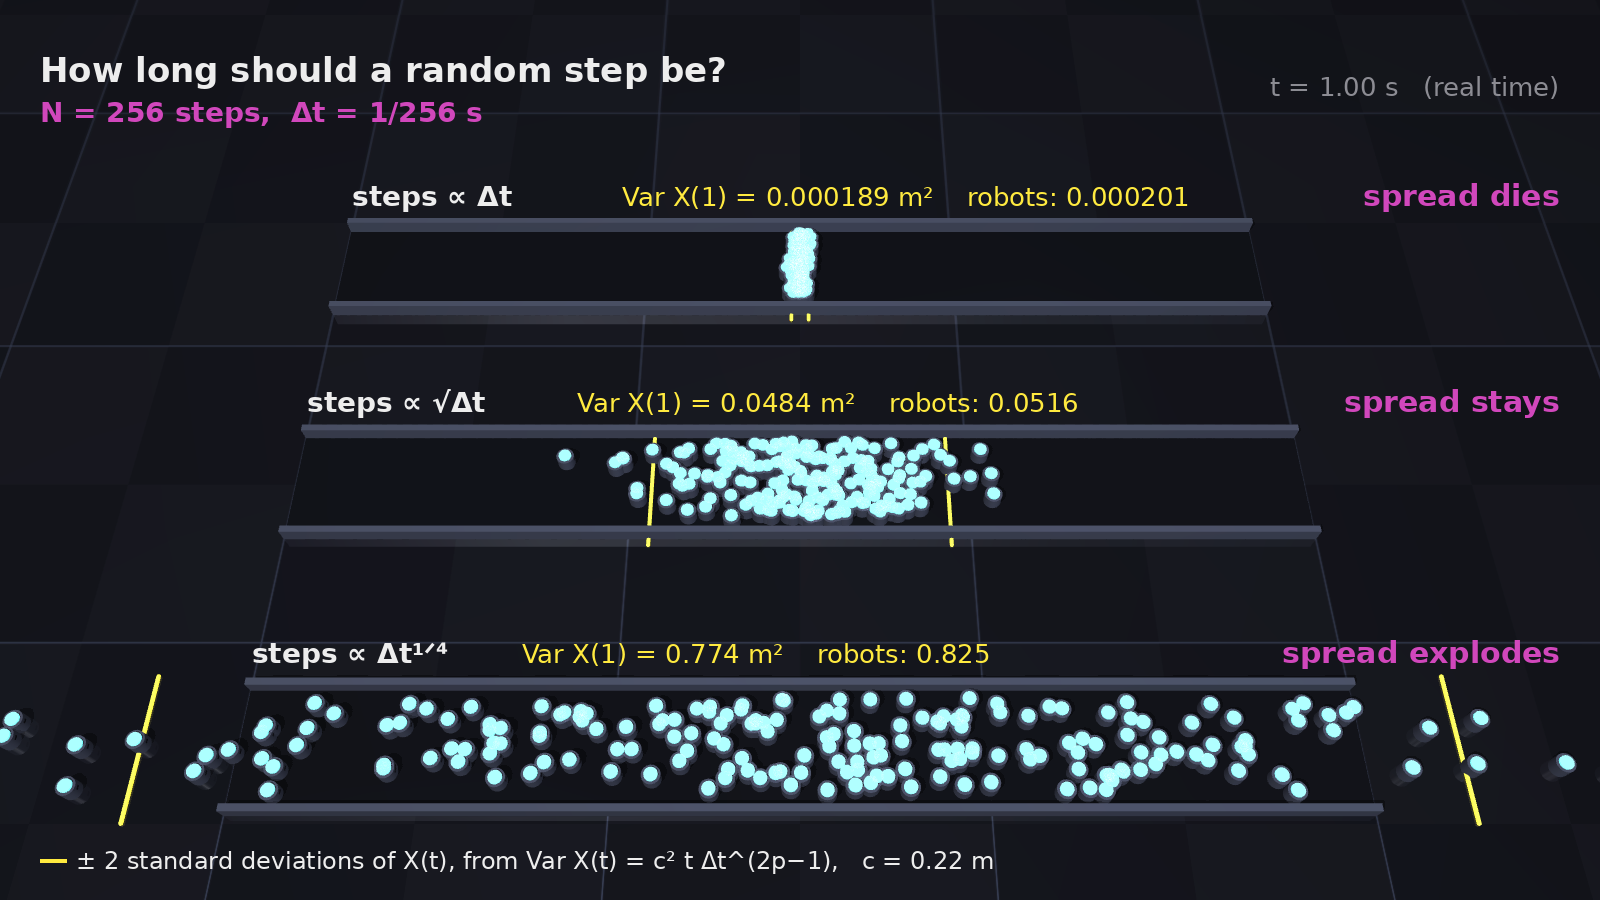 How long should a random step be?
N = 256 steps,  Δt = 1/256 s
t = 1.00 s   (real time)
steps ∝ Δt
Var X(1) = 0.000189 m²    robots: 0.000201
spread dies
steps ∝ √Δt
Var X(1) = 0.0484 m²    robots: 0.0516
spread stays
steps ∝ Δt¹ᐟ⁴
Var X(1) = 0.774 m²    robots: 0.825
spread explodes
± 2 standard deviations of X(t), from Var X(t) = c² t Δt^(2p−1),   c = 0.22 m